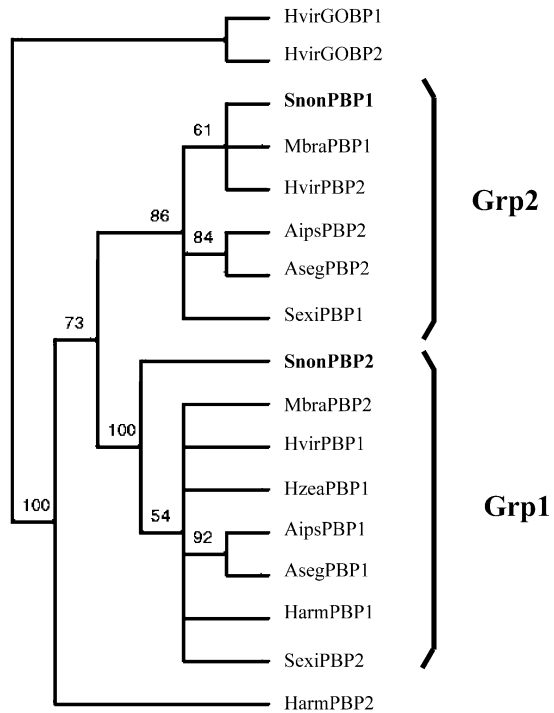 HvirGOBP1
HvirGOBP2
SnonPBP1
61
MbraPBP1
HvirPBP2
86
AipsPBP2
84
AsegPBP2
Grp2
SexiPBP1
73
SnonPBP2
MbraPBP2
100
HvirPBP1
HzeaPBP1
100
54
AipsPBP1
92
AsegPBP1
Grp1
HarmPBP1
SexiPBP2
HarmPBP2